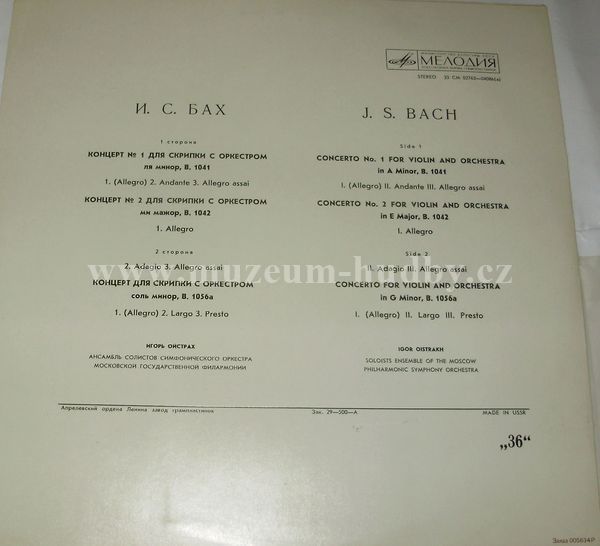 МЕЛОДИЯ
STEREO
И. С. БАХ
1 сторона
КОНЦЕРТ № 1 ДЛЯ СКРИПКИ С ОРКЕСТРОМ
ля минор, В. 1041
1. (Allegro) 2. Andante 3. Allegro assai
КОНЦЕРТ № 2 ДЛЯ СКРИПКИ С ОРКЕСТРОМ
ми мажор, В. 1042
1. Allegro
2 сторона
2. Adagio 3. Allegro assai
КОНЦЕРТ ДЛЯ СКРИПКИ С ОРКЕСТРОМ
соль минор, В. 1056a
1. (Allegro) 2. Largo 3. Presto
ИГОРЬ ОЙСТРАХ
АНСАМБЛЬ СОЛИСТОВ СИМФОНИЧЕСКОГО ОРКЕСТРА
МОСКОВСКОЙ ГОСУДАРСТВЕННОЙ ФИЛАРМОНИИ
J. S. BACH
Side 1
CONCERTO No. 1 FOR VIOLIN AND ORCHESTRA
in A Minor, B. 1041
I. (Allegro) II. Andante III. Allegro assai
CONCERTO No. 2 FOR VIOLIN AND ORCHESTRA
in E Major, B. 1042
I. Allegro
Side 2
II. Adagio III. Allegro assai
CONCERTO FOR VIOLIN AND ORCHESTRA
in G Minor, B. 1056a
I. (Allegro) II. Largo III. Presto
IGOR OISTRAKH
SOLOISTS ENSEMBLE OF THE MOSCOW
PHILHARMONIC SYMPHONY ORCHESTRA
www.muzeum-hudby.cz
Апрелевский ордена Ленина завод грампластинок
Зак. 29—500—А
MADE IN USSR
„36“
Заказ 005634Р